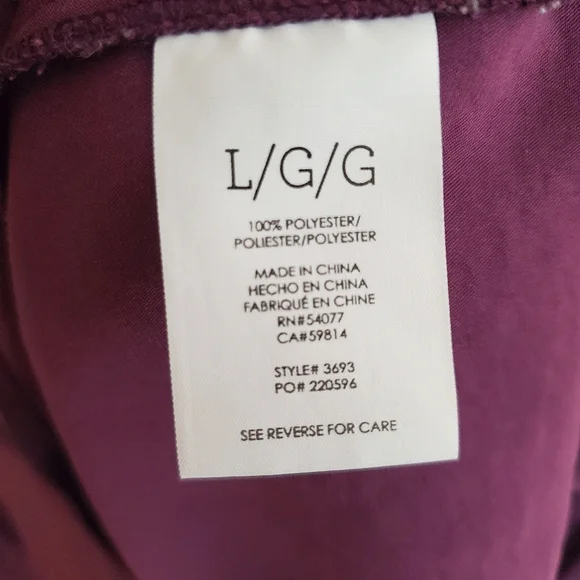 L/G/G
100% POLYESTER/
POLIESTER/POLYESTER
MADE IN CHINA
HECHO EN CHINA
FABRIQUÉ EN CHINE
RN#54077
CA#59814
STYLE# 3693
PO# 220596
SEE REVERSE FOR CARE